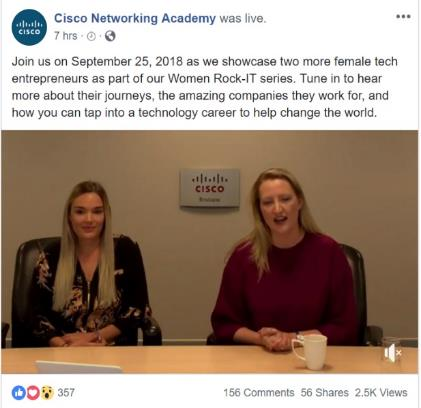 CISCO
Cisco Networking Academy was live.
7 hrs ·
Join us on September 25, 2018 as we showcase two more female tech
entrepreneurs as part of our Women Rock-IT series. Tune in to hear
more about their journeys, the amazing companies they work for, and
how you can tap into a technology career to help change the world.
CISCO
Brisbane
357
156 Comments 56 Shares 2.5K Views